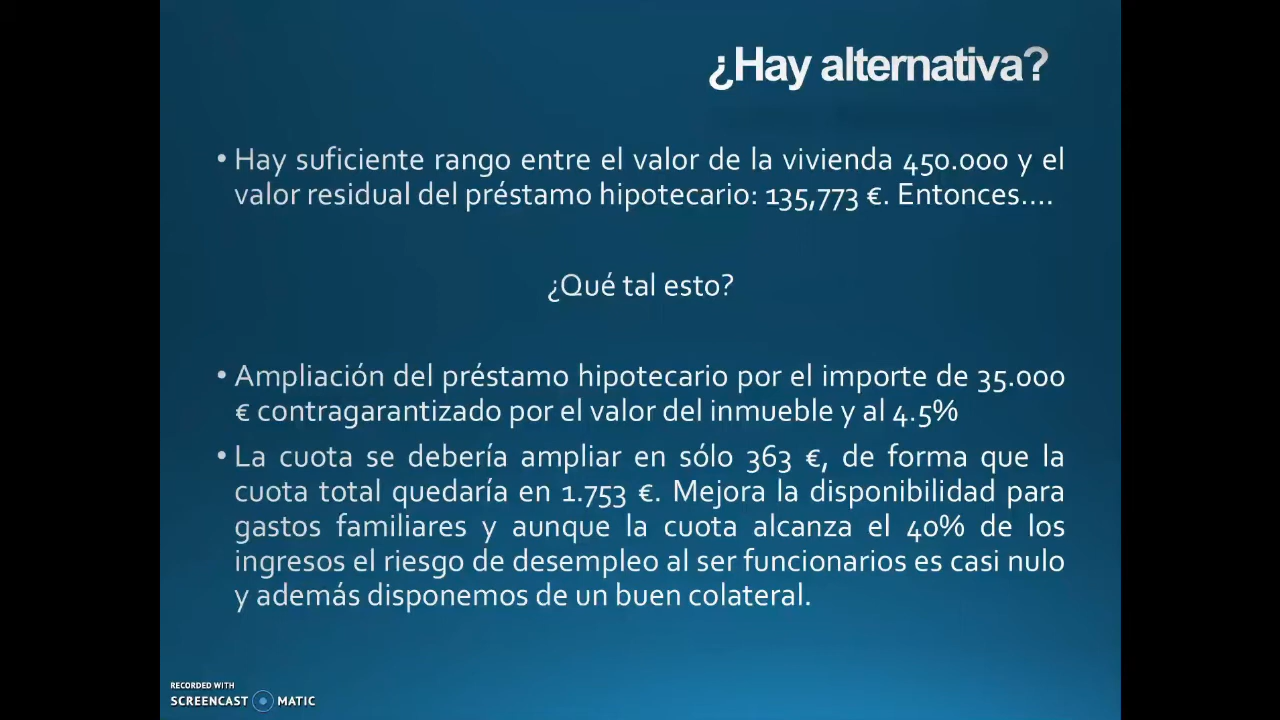 ¿Hay alternativa?
• Hay suficiente rango entre el valor de la vivienda 450.000 y el
valor residual del préstamo hipotecario: 135,773 €. Entonces....
¿Qué tal esto?
• Ampliación del préstamo hipotecario por el importe de 35.000
€ contragarantizado por el valor del inmueble y al 4.5%
• La cuota se debería ampliar en sólo 363 €, de forma que la
cuota total quedaría en 1.753 €. Mejora la disponibilidad para
gastos familiares y aunque la cuota alcanza el 40% de los
ingresos el riesgo de desempleo al ser funcionarios es casi nulo
y además disponemos de un buen colateral.
RECORDED WITH
SCREENCAST MATIC